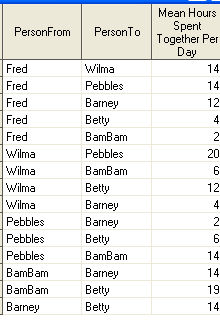 PersonFrom PersonTo Mean Hours
Spent
Together Per
Day
Fred Wilma 14
Fred Pebbles 14
Fred Barney 12
Fred Betty 4
Fred BamBam 2
Wilma Pebbles 20
Wilma BamBam 6
Wilma Betty 12
Wilma Barney 4
Pebbles Barney 2
Pebbles Betty 6
Pebbles BamBam 14
BamBam Barney 14
BamBam Betty 19
Barney Betty 14